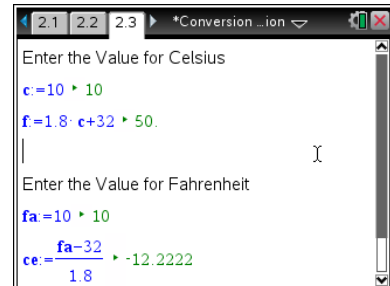 2.1 2.2 2.3 *Conversion ...ion
Enter the Value for Celsius
c:=10 ▸ 10
f:=1.8· c+32 ▸ 50.
Enter the Value for Fahrenheit
fa:=10 ▸ 10
ce:=fa−32/1.8 ▸ -12.2222